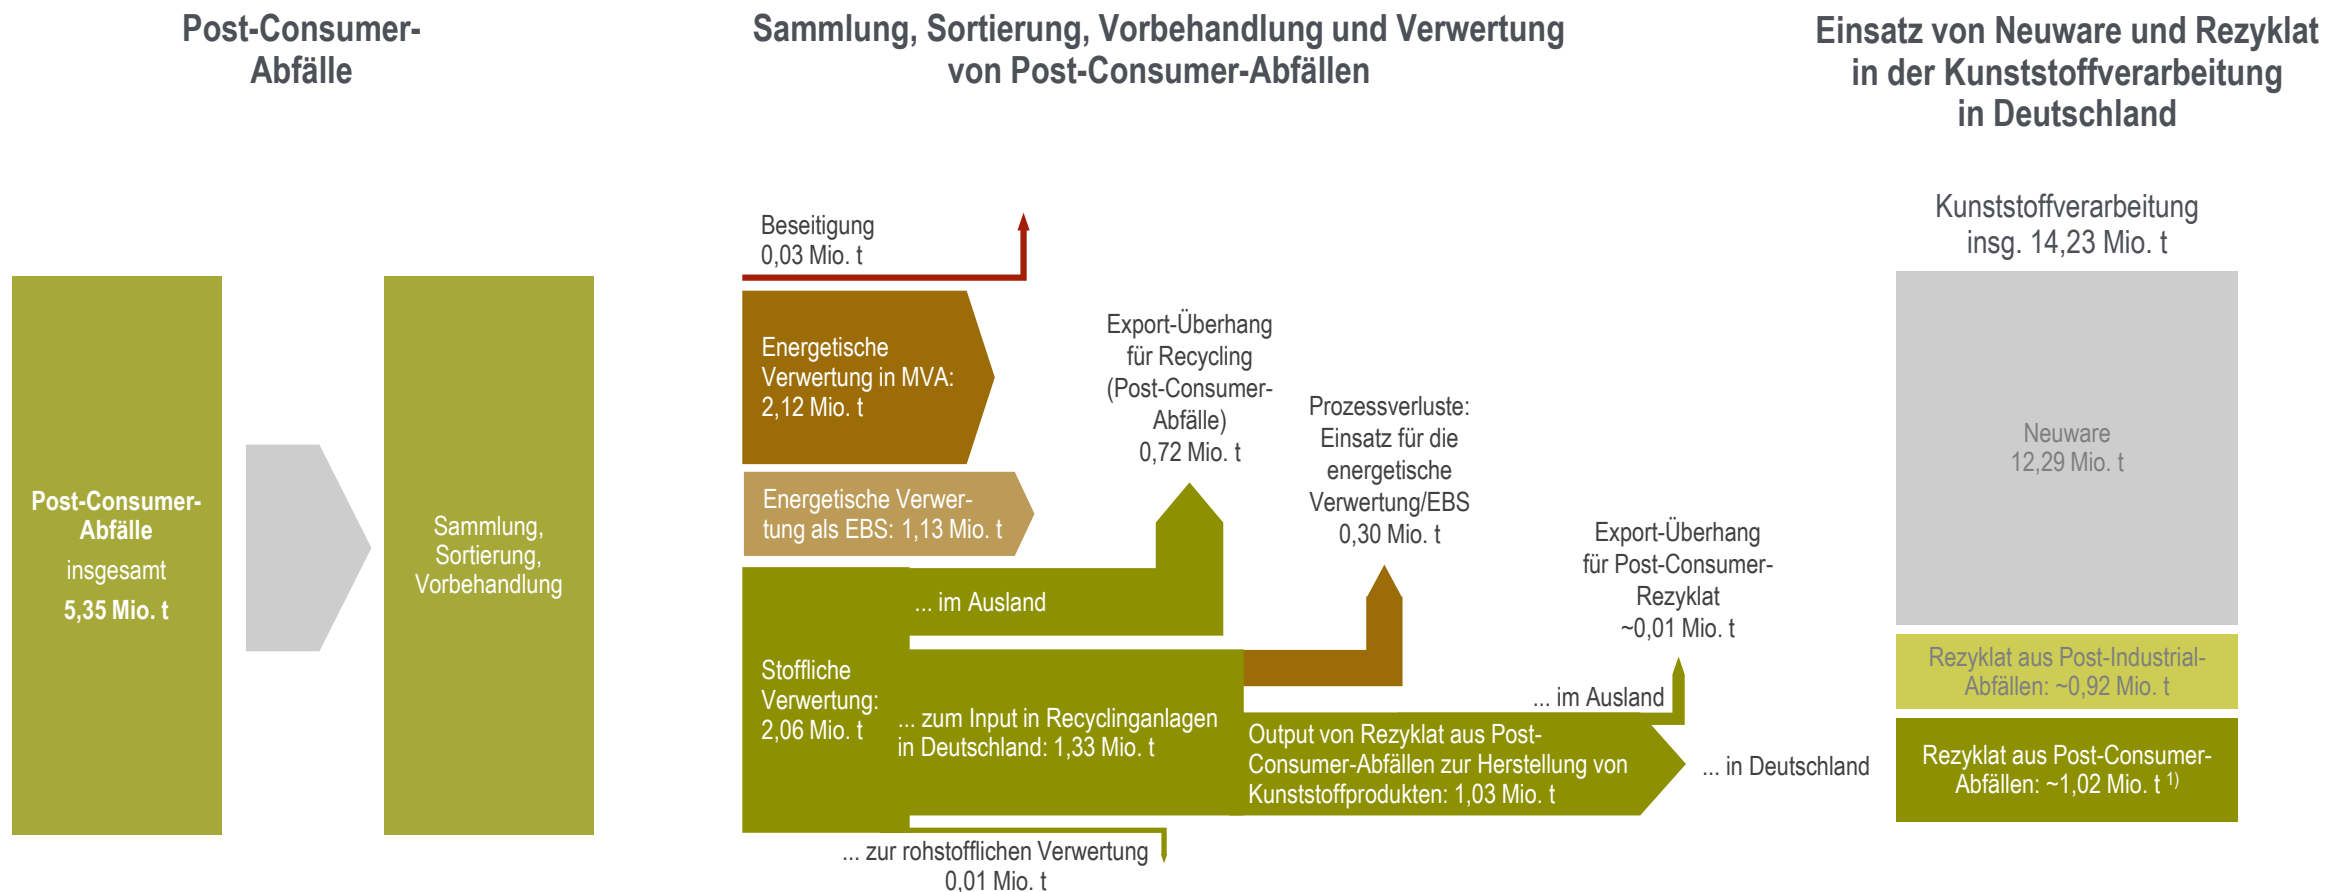 Post-Consumer-
Abfälle
Sammlung, Sortierung, Vorbehandlung und Verwertung
von Post-Consumer-Abfällen
Einsatz von Neuware und Rezyklat
in der Kunststoffverarbeitung
in Deutschland
Post-Consumer-
Abfälle
insgesamt
5,35 Mio. t
Sammlung,
Sortierung,
Vorbehandlung
Beseitigung
0,03 Mio. t
Energetische
Verwertung in MVA:
2,12 Mio. t
Energetische Verwer-
tung als EBS: 1,13 Mio. t
Stoffliche
Verwertung:
2,06 Mio. t
... im Ausland
Export-Überhang
für Recycling
(Post-Consumer-
Abfälle)
0,72 Mio. t
... zum Input in Recyclinganlagen
in Deutschland: 1,33 Mio. t
... zur rohstofflichen Verwertung
0,01 Mio. t
Prozessverluste:
Einsatz für die
energetische
Verwertung/EBS
0,30 Mio. t
Output von Rezyklat aus Post-
Consumer-Abfällen zur Herstellung von
Kunststoffprodukten: 1,03 Mio. t
... im Ausland
Export-Überhang
für Post-Consumer-
Rezyklat
~0,01 Mio. t
... in Deutschland
Kunststoffverarbeitung
insg. 14,23 Mio. t
Neuware
12,29 Mio. t
Rezyklat aus Post-Industrial-
Abfällen: ~0,92 Mio. t
Rezyklat aus Post-Consumer-
Abfällen: ~1,02 Mio. t 1)